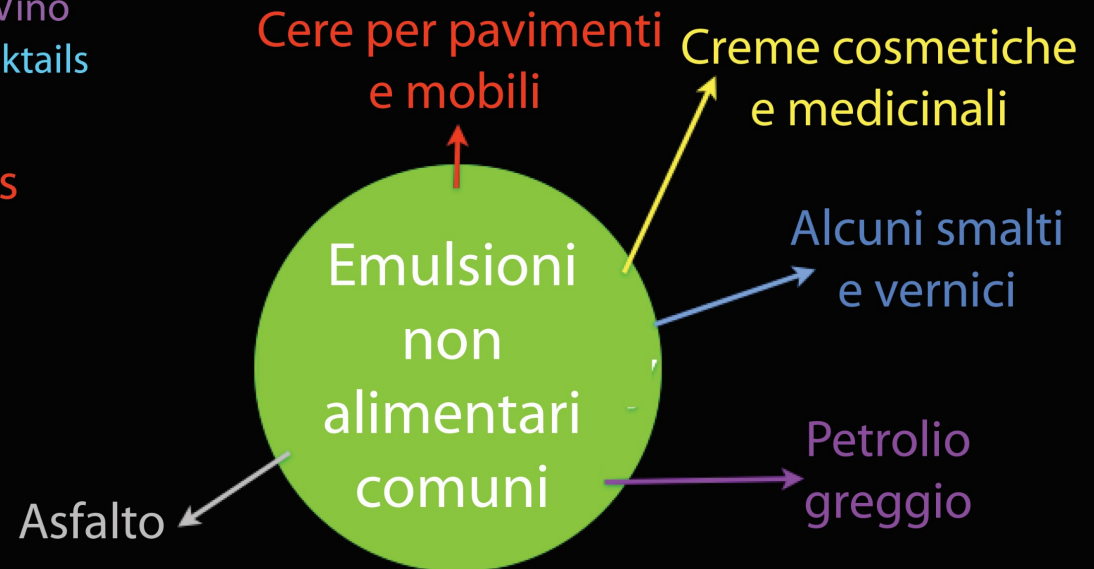 Vino
ktails
s
Cere per pavimenti
e mobili
Creme cosmetiche
e medicinali
Alcuni smalti
e vernici
Emulsioni
non
alimentari
comuni
Petrolio
greggio
Asfalto